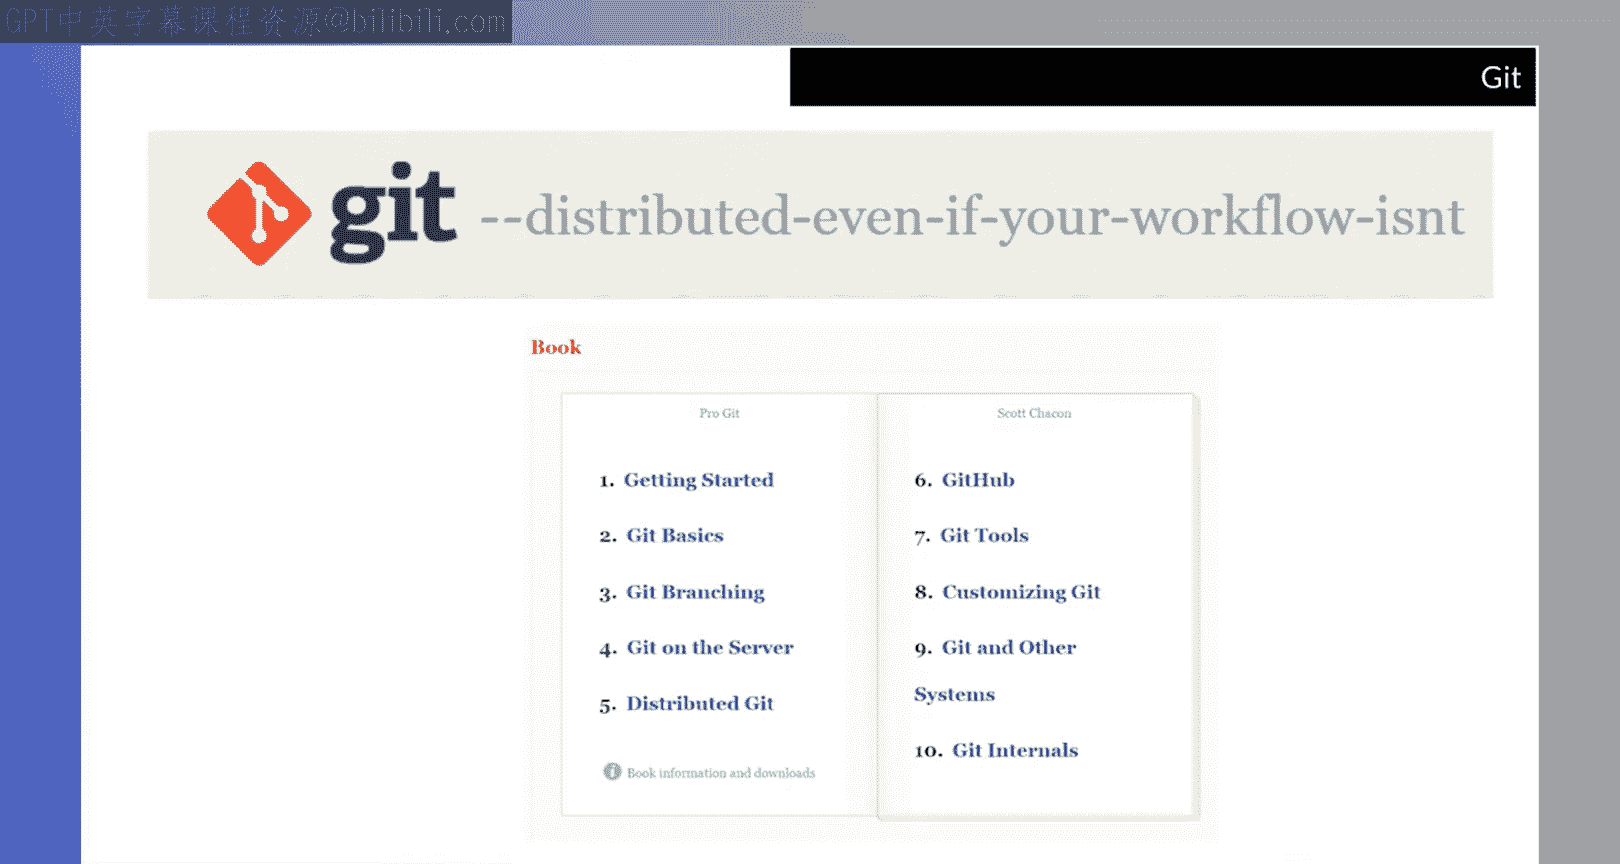 GPT中英字幕课程资源@bilibili.com
Git
git --distributed-even-if-your-workflow-isnt
Book
Pro Git
1. Getting Started
2. Git Basics
3. Git Branching
4. Git on the Server
5. Distributed Git
Book information and downloads
Scott Chacon
6. GitHub
7. Git Tools
8. Customizing Git
9. Git and Other
Systems
10. Git Internals